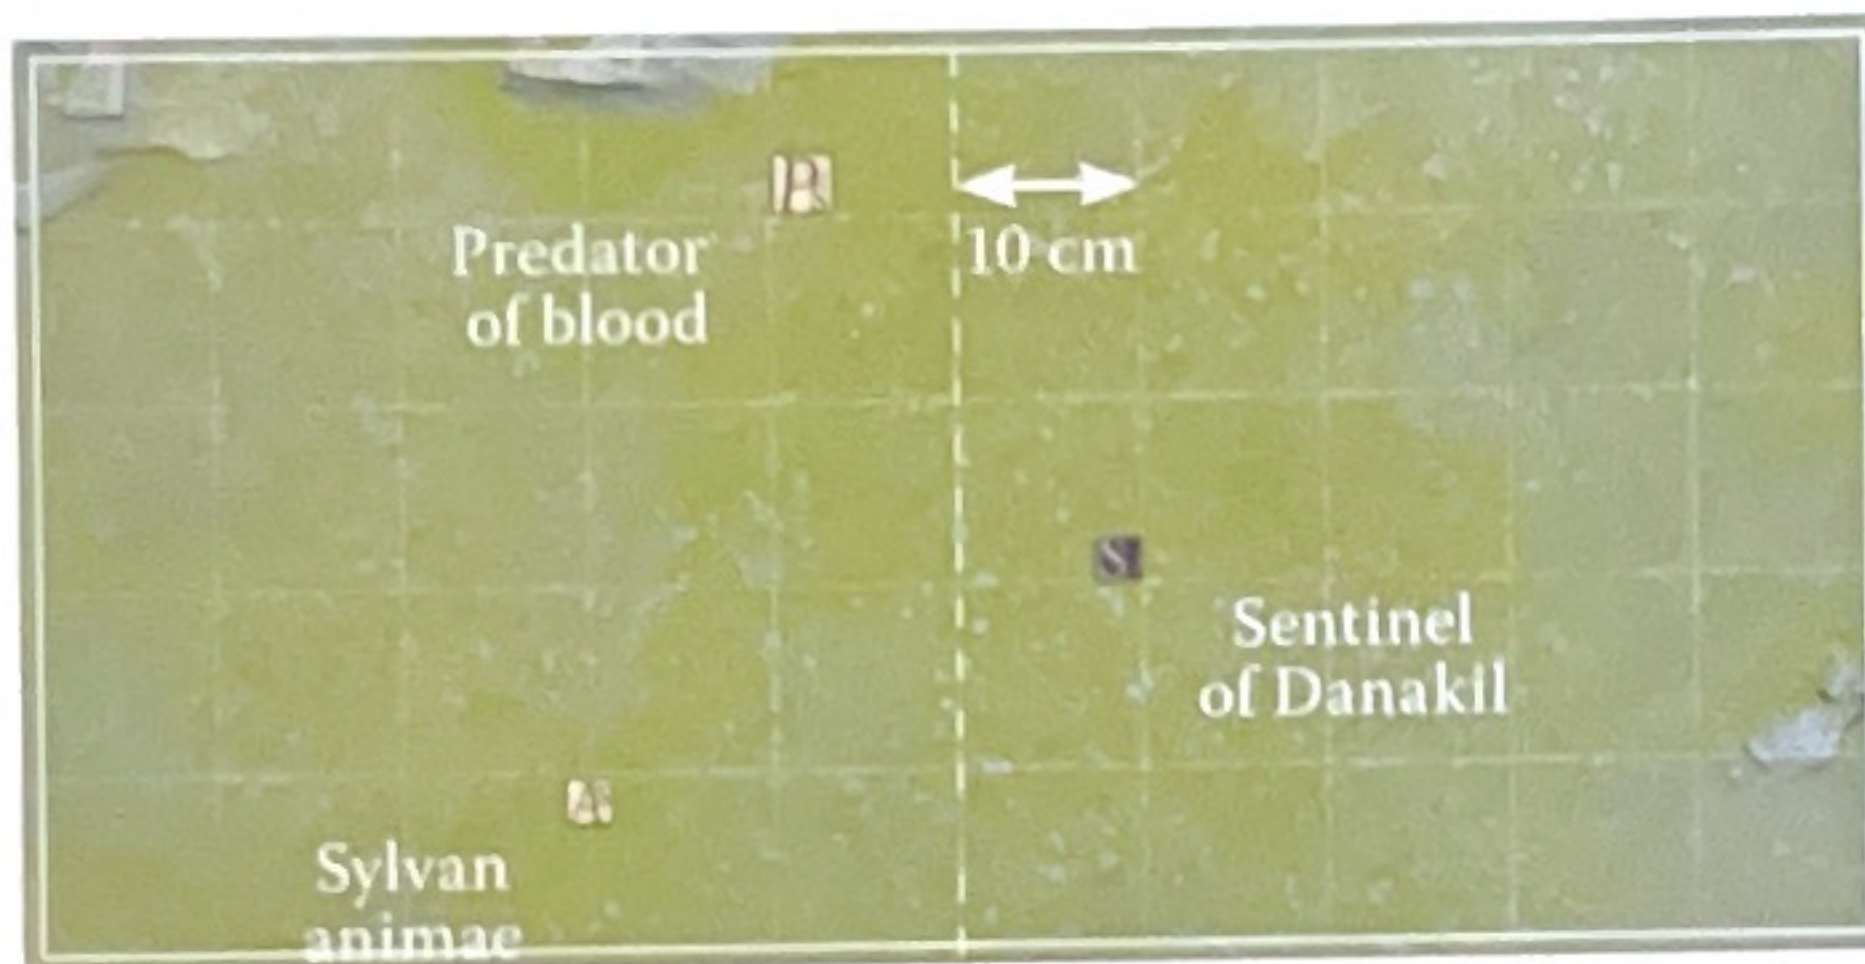 Predator
of blood
10 cm
S
Sentinel
of Danakil
Sylvan
animae